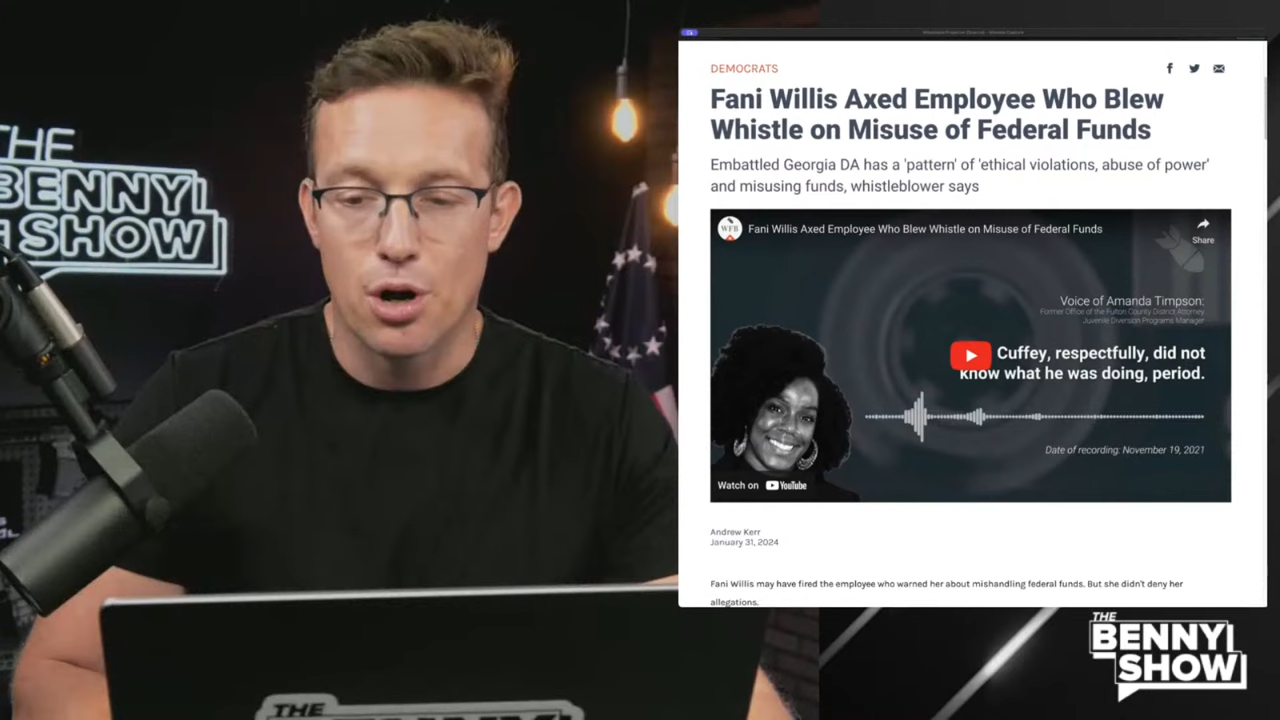 THE
BENNY
SHOW
DEMOCRATS
Fani Willis Axed Employee Who Blew
Whistle on Misuse of Federal Funds
Embattled Georgia DA has a 'pattern' of 'ethical violations, abuse of power'
and misusing funds, whistleblower says
WFB
Fani Willis Axed Employee Who Blew Whistle on Misuse of Federal Funds
Share
Voice of Amanda Timpson:
Former Office of the Fulton County District Attorney
Juvenile Diversion Programs Manager
Cuffey, respectfully, did not
know what he was doing, period.
Date of recording: November 19, 2021
Watch on YouTube
Andrew Kerr
January 31, 2024
Fani Willis may have fired the employee who warned her about mishandling federal funds. But she didn't deny her
allegations.
THE
BENNY
SHOW
THE